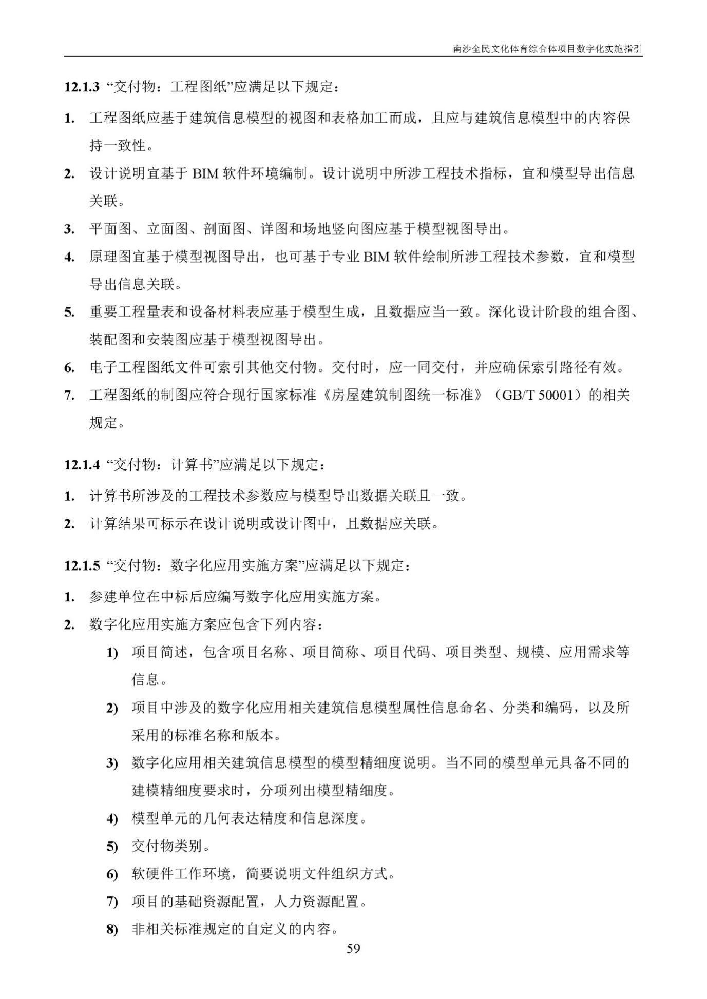 南沙全民文化体育综合体项目数字化实施指引
12.1.3 “交付物：工程图纸”应满足以下规定：
1. 工程图纸应基于建筑信息模型的视图和表格加工而成，且应与建筑信息模型中的内容保
持一致性。
2. 设计说明宜基于 BIM 软件环境编制。设计说明中所涉工程技术指标，宜和模型导出信息
关联。
3. 平面图、立面图、剖面图、详图和场地竖向图应基于模型视图导出。
4. 原理图宜基于模型视图导出，也可基于专业 BIM 软件绘制所涉工程技术参数，宜和模型
导出信息关联。
5. 重要工程量表和设备材料表应基于模型生成，且数据应当一致。深化设计阶段的组合图、
装配图和安装图应基于模型视图导出。
6. 电子工程图纸文件可索引其他交付物。交付时，应一同交付，并应确保索引路径有效。
7. 工程图纸的制图应符合现行国家标准《房屋建筑制图统一标准》（GB/T 50001）的相关
规定。
12.1.4 “交付物：计算书”应满足以下规定：
1. 计算书所涉及的工程技术参数应与模型导出数据关联且一致。
2. 计算结果可标示在设计说明或设计图中，且数据应关联。
12.1.5 “交付物：数字化应用实施方案”应满足以下规定：
1. 参建单位在中标后应编写数字化应用实施方案。
2. 数字化应用实施方案应包含下列内容：
1) 项目简述，包含项目名称、项目简称、项目代码、项目类型、规模、应用需求等
信息。
2) 项目中涉及的数字化应用相关建筑信息模型属性信息命名、分类和编码，以及所
采用的标准名称和版本。
3) 数字化应用相关建筑信息模型的模型精细度说明。当不同的模型单元具备不同的
建模精细度要求时，分项列出模型精细度。
4) 模型单元的几何表达精度和信息深度。
5) 交付物类别。
6) 软硬件工作环境，简要说明文件组织方式。
7) 项目的基础资源配置，人力资源配置。
8) 非相关标准规定的自定义的内容。
59